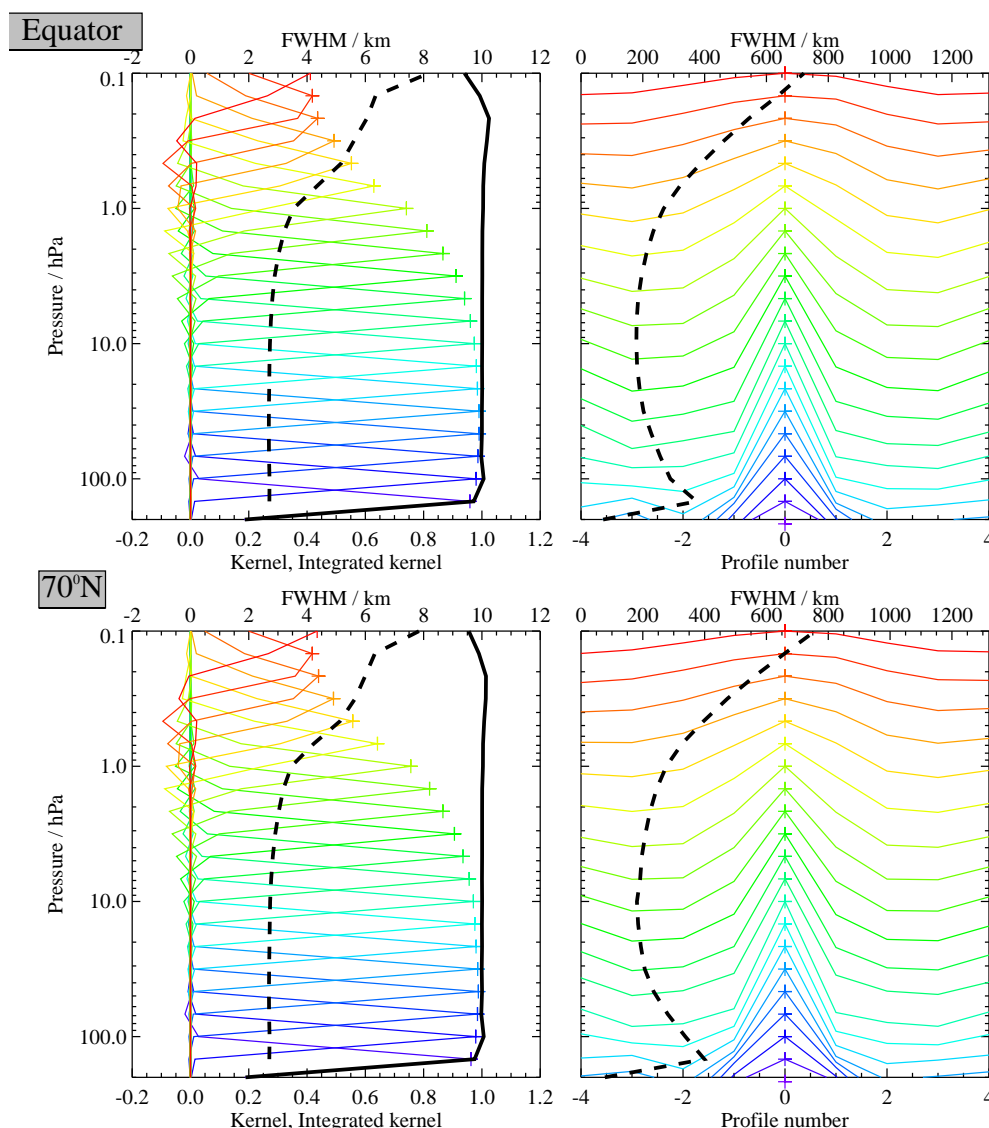 Equator
FWHM / km
FWHM / km
-2 0 2 4 6 8 10 12
0 200 400 600 800 1000 1200
0.1
1.0
10.0
100.0
Pressure / hPa
-0.2 0.0 0.2 0.4 0.6 0.8 1.0 1.2
-4 -2 0 2 4
Kernel, Integrated kernel
Profile number
70⁰N
FWHM / km
FWHM / km
-2 0 2 4 6 8 10 12
0 200 400 600 800 1000 1200
0.1
1.0
10.0
100.0
Pressure / hPa
-0.2 0.0 0.2 0.4 0.6 0.8 1.0 1.2
-4 -2 0 2 4
Kernel, Integrated kernel
Profile number